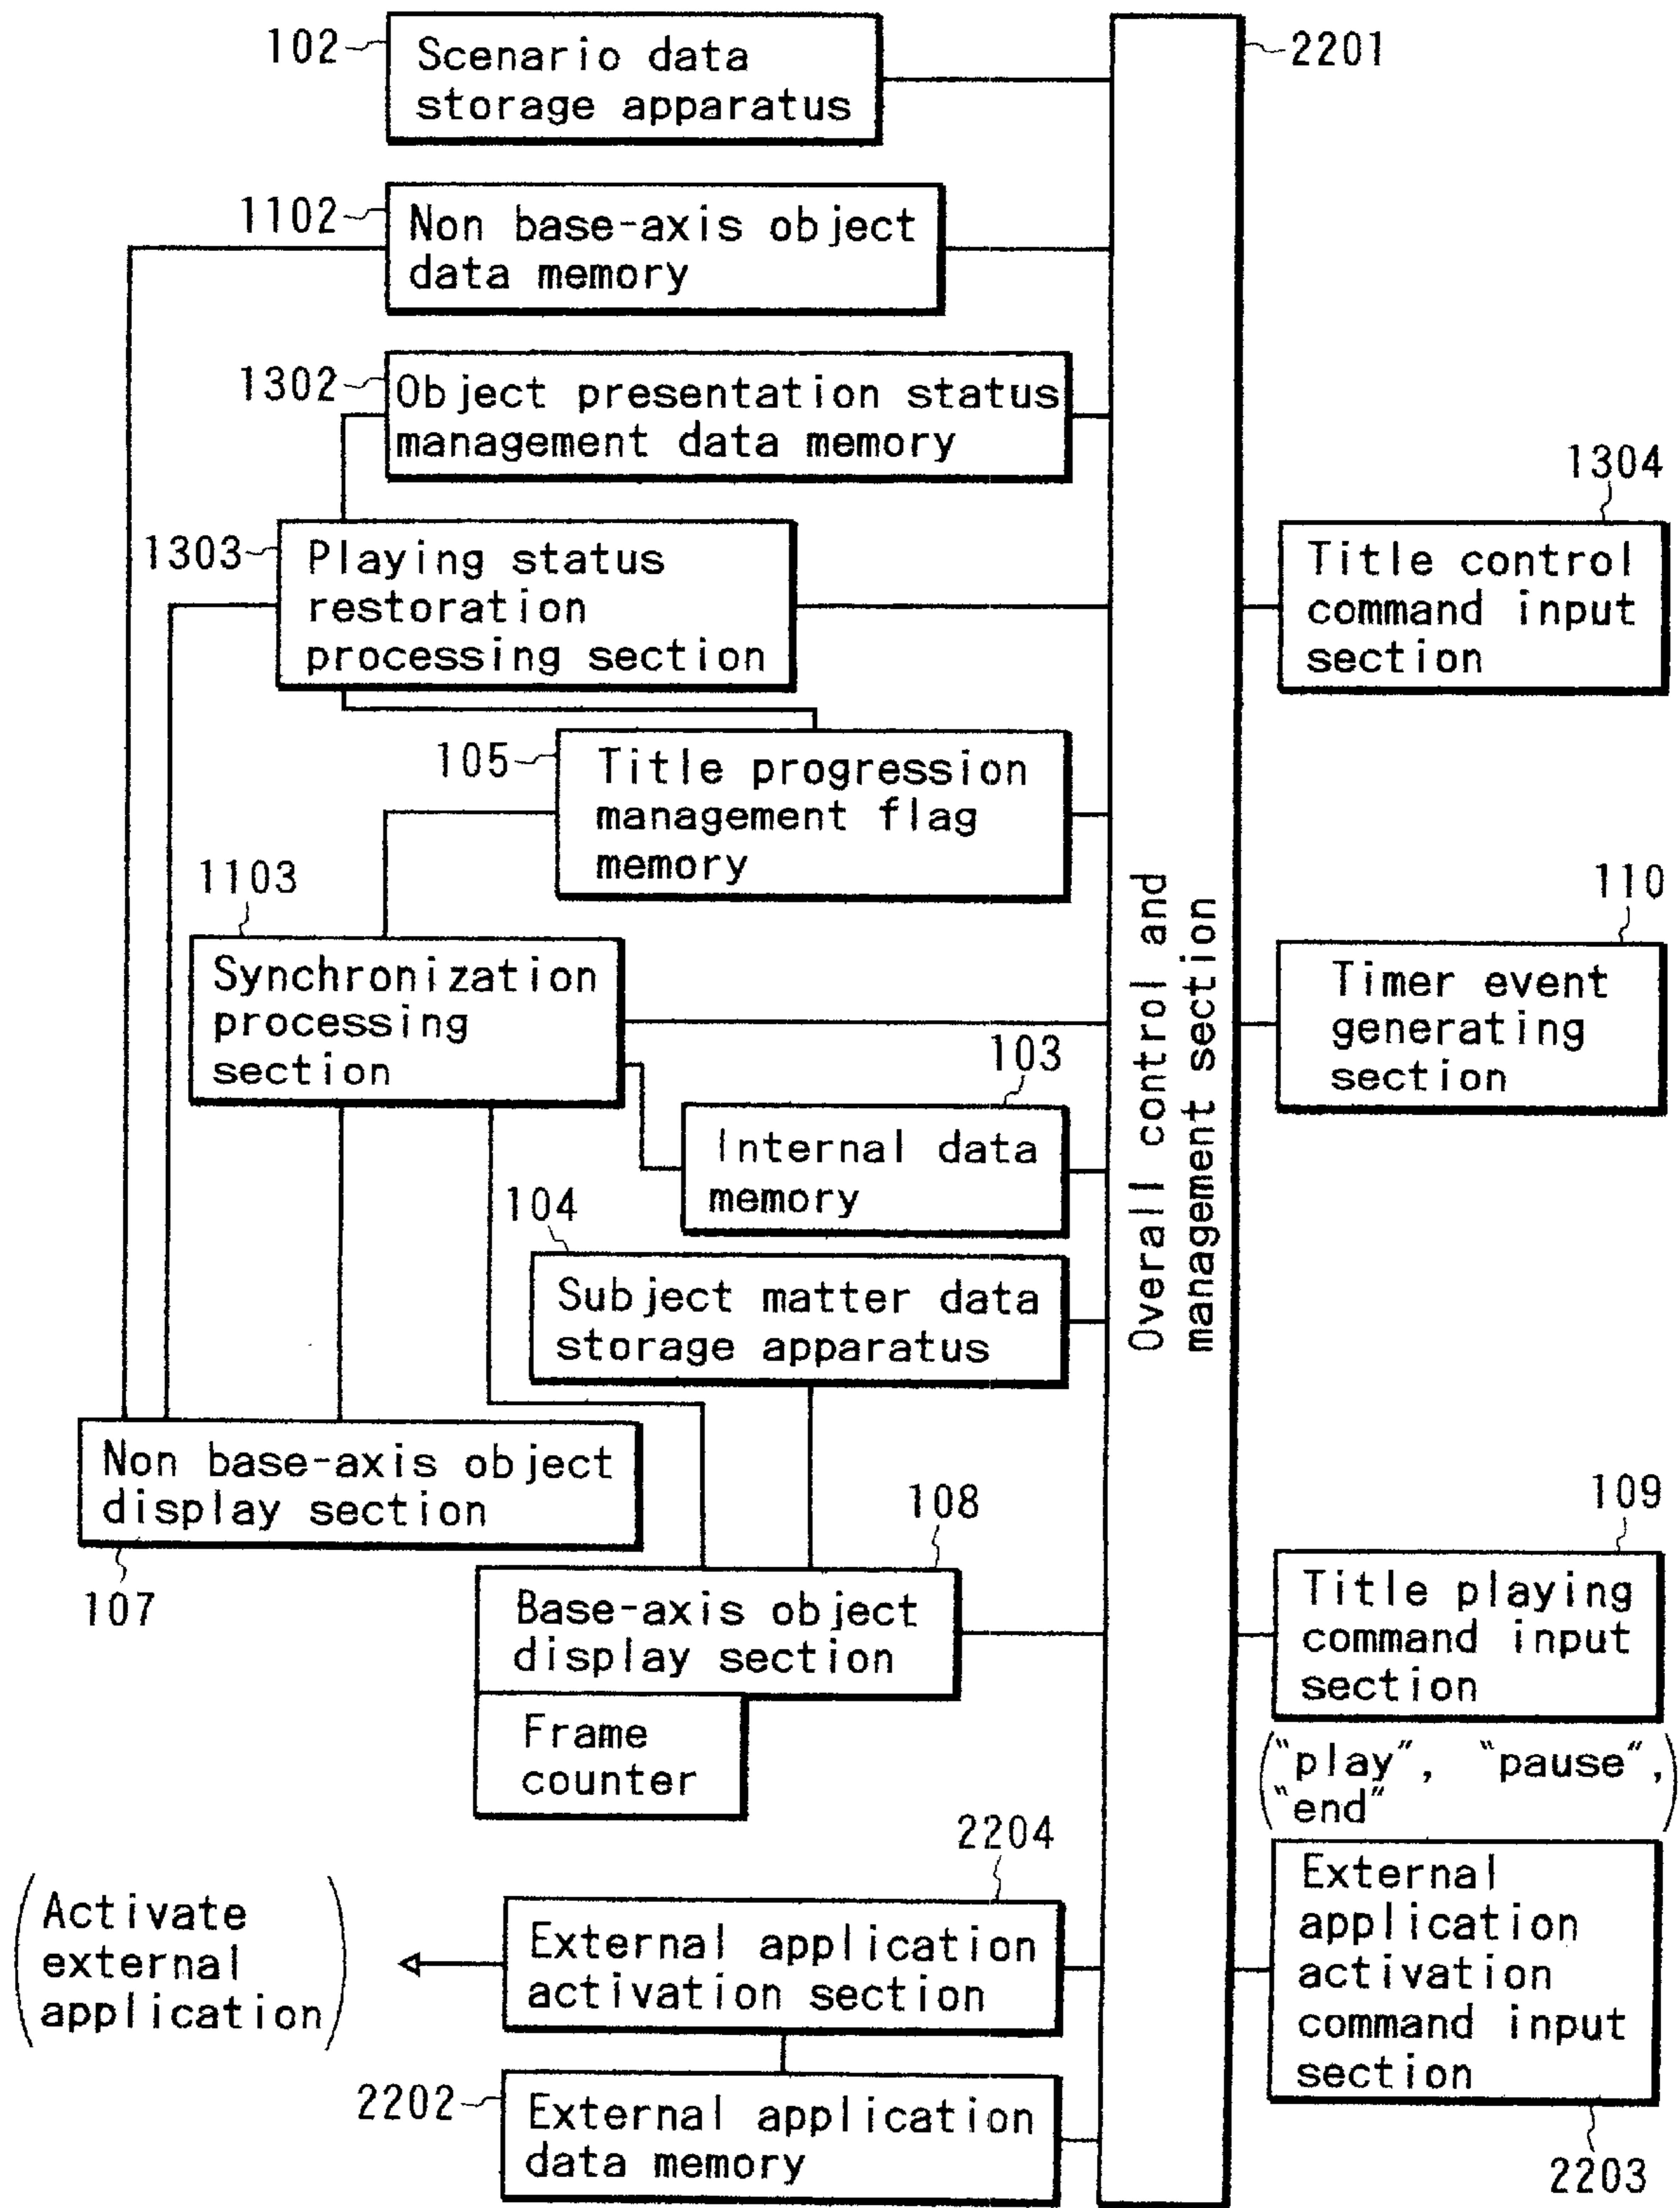 102
Scenario data
storage apparatus
2201
1102
Non base-axis object
data memory
1302
Object presentation status
management data memory
1304
Title control
command input
section
1303
Playing status
restoration
processing section
105
Title progression
management flag
memory
1103
Synchronization
processing
section
110
Timer event
generating
section
Overall control and
management section
103
Internal data
memory
104
Subject matter data
storage apparatus
Non base-axis object
display section
107
108
Base-axis object
display section
Frame
counter
109
Title playing
command input
section
("play", "pause",
"end")
2204
(Activate
external
application)
External application
activation section
External
application
activation
command input
section
2203
2202
External application
data memory